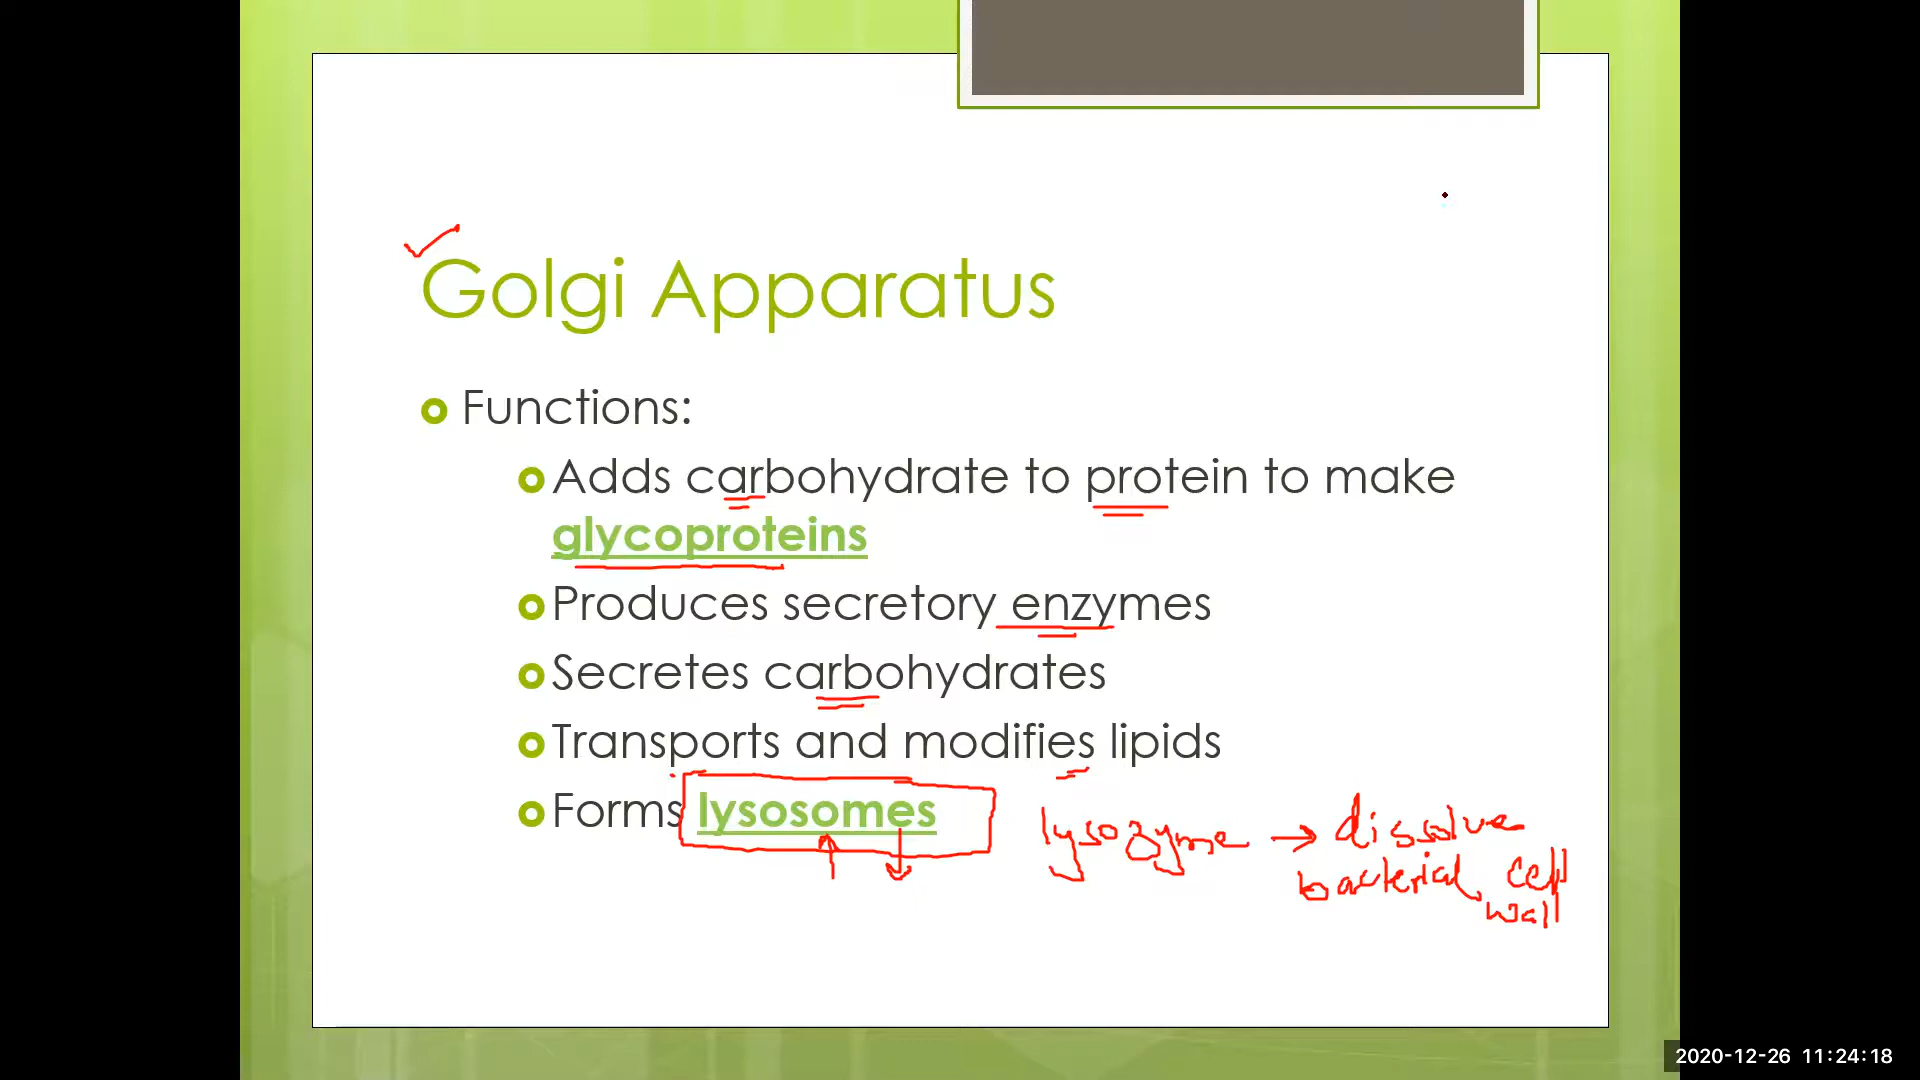 Golgi Apparatus
Functions:
Adds carbohydrate to protein to make
glycoproteins
Produces secretory enzymes
Secretes carbohydrates
Transports and modifies lipids
Forms lysosomes
lysozyme → dissolve
bacterial cell
wall
2020-12-26 11:24:18